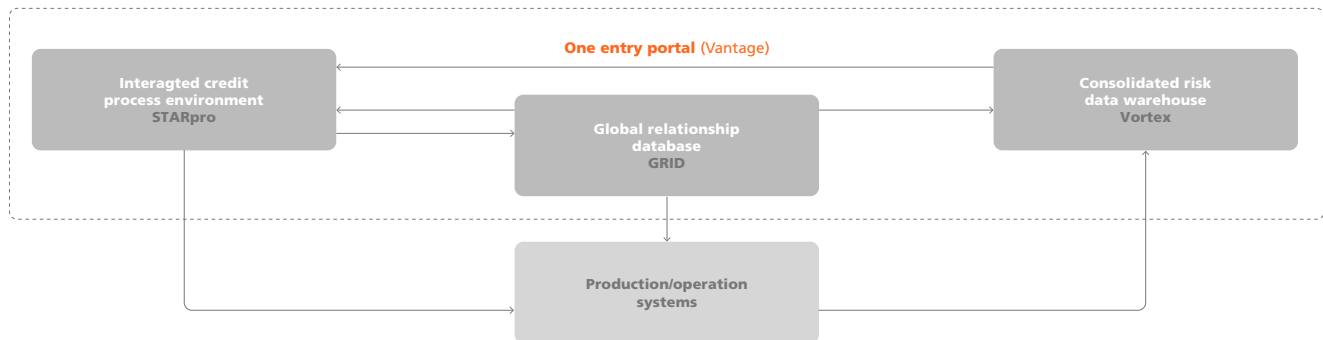 One entry portal (Vantage)
Interagted credit
process environment
STARpro
Global relationship
database
GRID
Consolidated risk
data warehouse
Vortex
Production/operation
systems